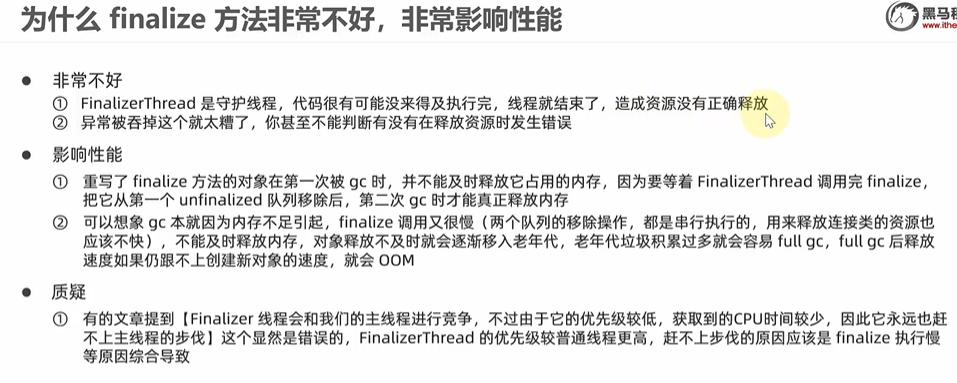 为什么 finalize 方法非常不好，非常影响性能
黑马程
www.ithe
● 非常不好
① FinalizerThread 是守护线程，代码很有可能没来得及执行完，线程就结束了，造成资源没有正确释放
② 异常被吞掉这个就太糟了，你甚至不能判断有没有在释放资源时发生错误
● 影响性能
① 重写了 finalize 方法的对象在第一次被 gc 时，并不能及时释放它占用的内存，因为要等着 FinalizerThread 调用完 finalize，
把它从第一个 unfinalized 队列移除后，第二次 gc 时才能真正释放内存
② 可以想象 gc 本就因为内存不足引起，finalize 调用又很慢（两个队列的移除操作，都是串行执行的，用来释放连接类的资源也
应该不快），不能及时释放内存，对象释放不及时就会逐渐移入老年代，老年代垃圾积累过多就会容易 full gc，full gc 后释放
速度如果仍跟不上创建新对象的速度，就会 OOM
● 质疑
① 有的文章提到【Finalizer 线程会和我们的主线程进行竞争，不过由于它的优先级较低，获取到的CPU时间较少，因此它永远也赶
不上主线程的步伐】这个显然是错误的，FinalizerThread 的优先级较普通线程更高，赶不上步伐的原因应该是 finalize 执行慢
等原因综合导致